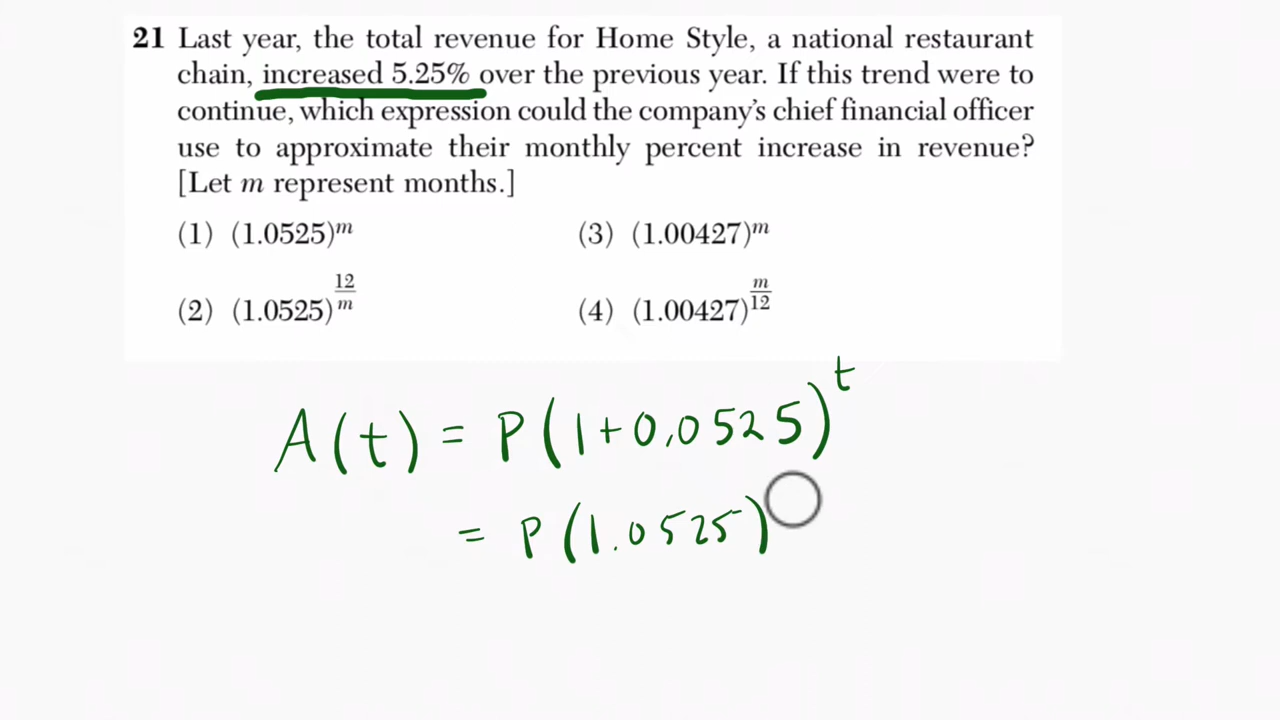 21 Last year, the total revenue for Home Style, a national restaurant
chain, increased 5.25% over the previous year. If this trend were to
continue, which expression could the company's chief financial officer
use to approximate their monthly percent increase in revenue?
[Let m represent months.]
(1) (1.0525)^m (3) (1.00427)^m
(2) (1.0525)^(12/m) (4) (1.00427)^(m/12)
A(t) = P(1+0.0525)^t
= P(1.0525)